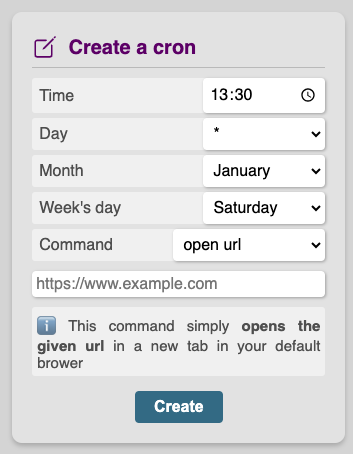 Create a cron
Time 13:30
Day *
Month January
Week's day Saturday
Command open url
https://www.example.com
ℹ️ This command simply opens the
given url in a new tab in your default
brower
Create